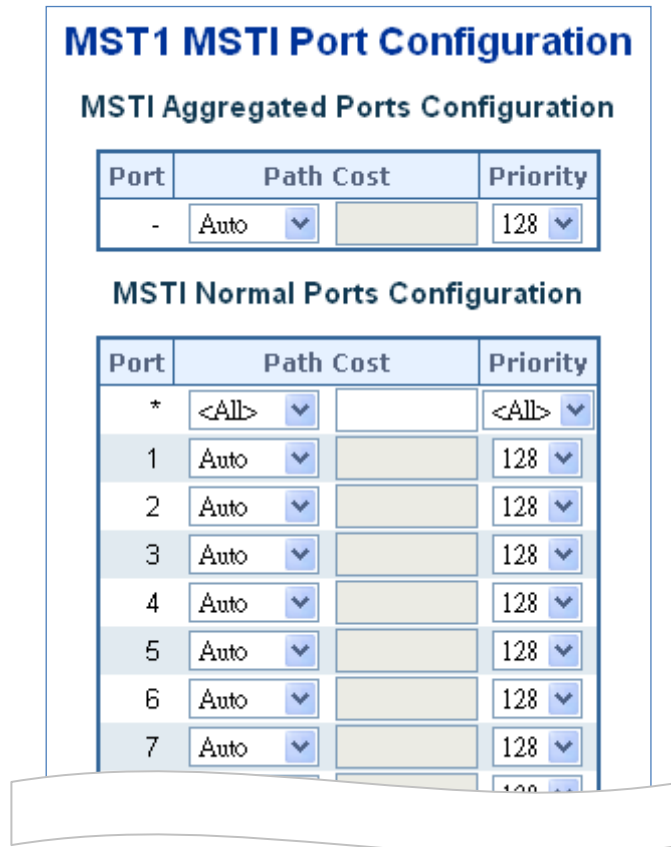 MST1 MSTI Port Configuration
MSTI Aggregated Ports Configuration
Port Path Cost Priority
- Auto 128
MSTI Normal Ports Configuration
Port Path Cost Priority
* <All> <All>
1 Auto 128
2 Auto 128
3 Auto 128
4 Auto 128
5 Auto 128
6 Auto 128
7 Auto 128